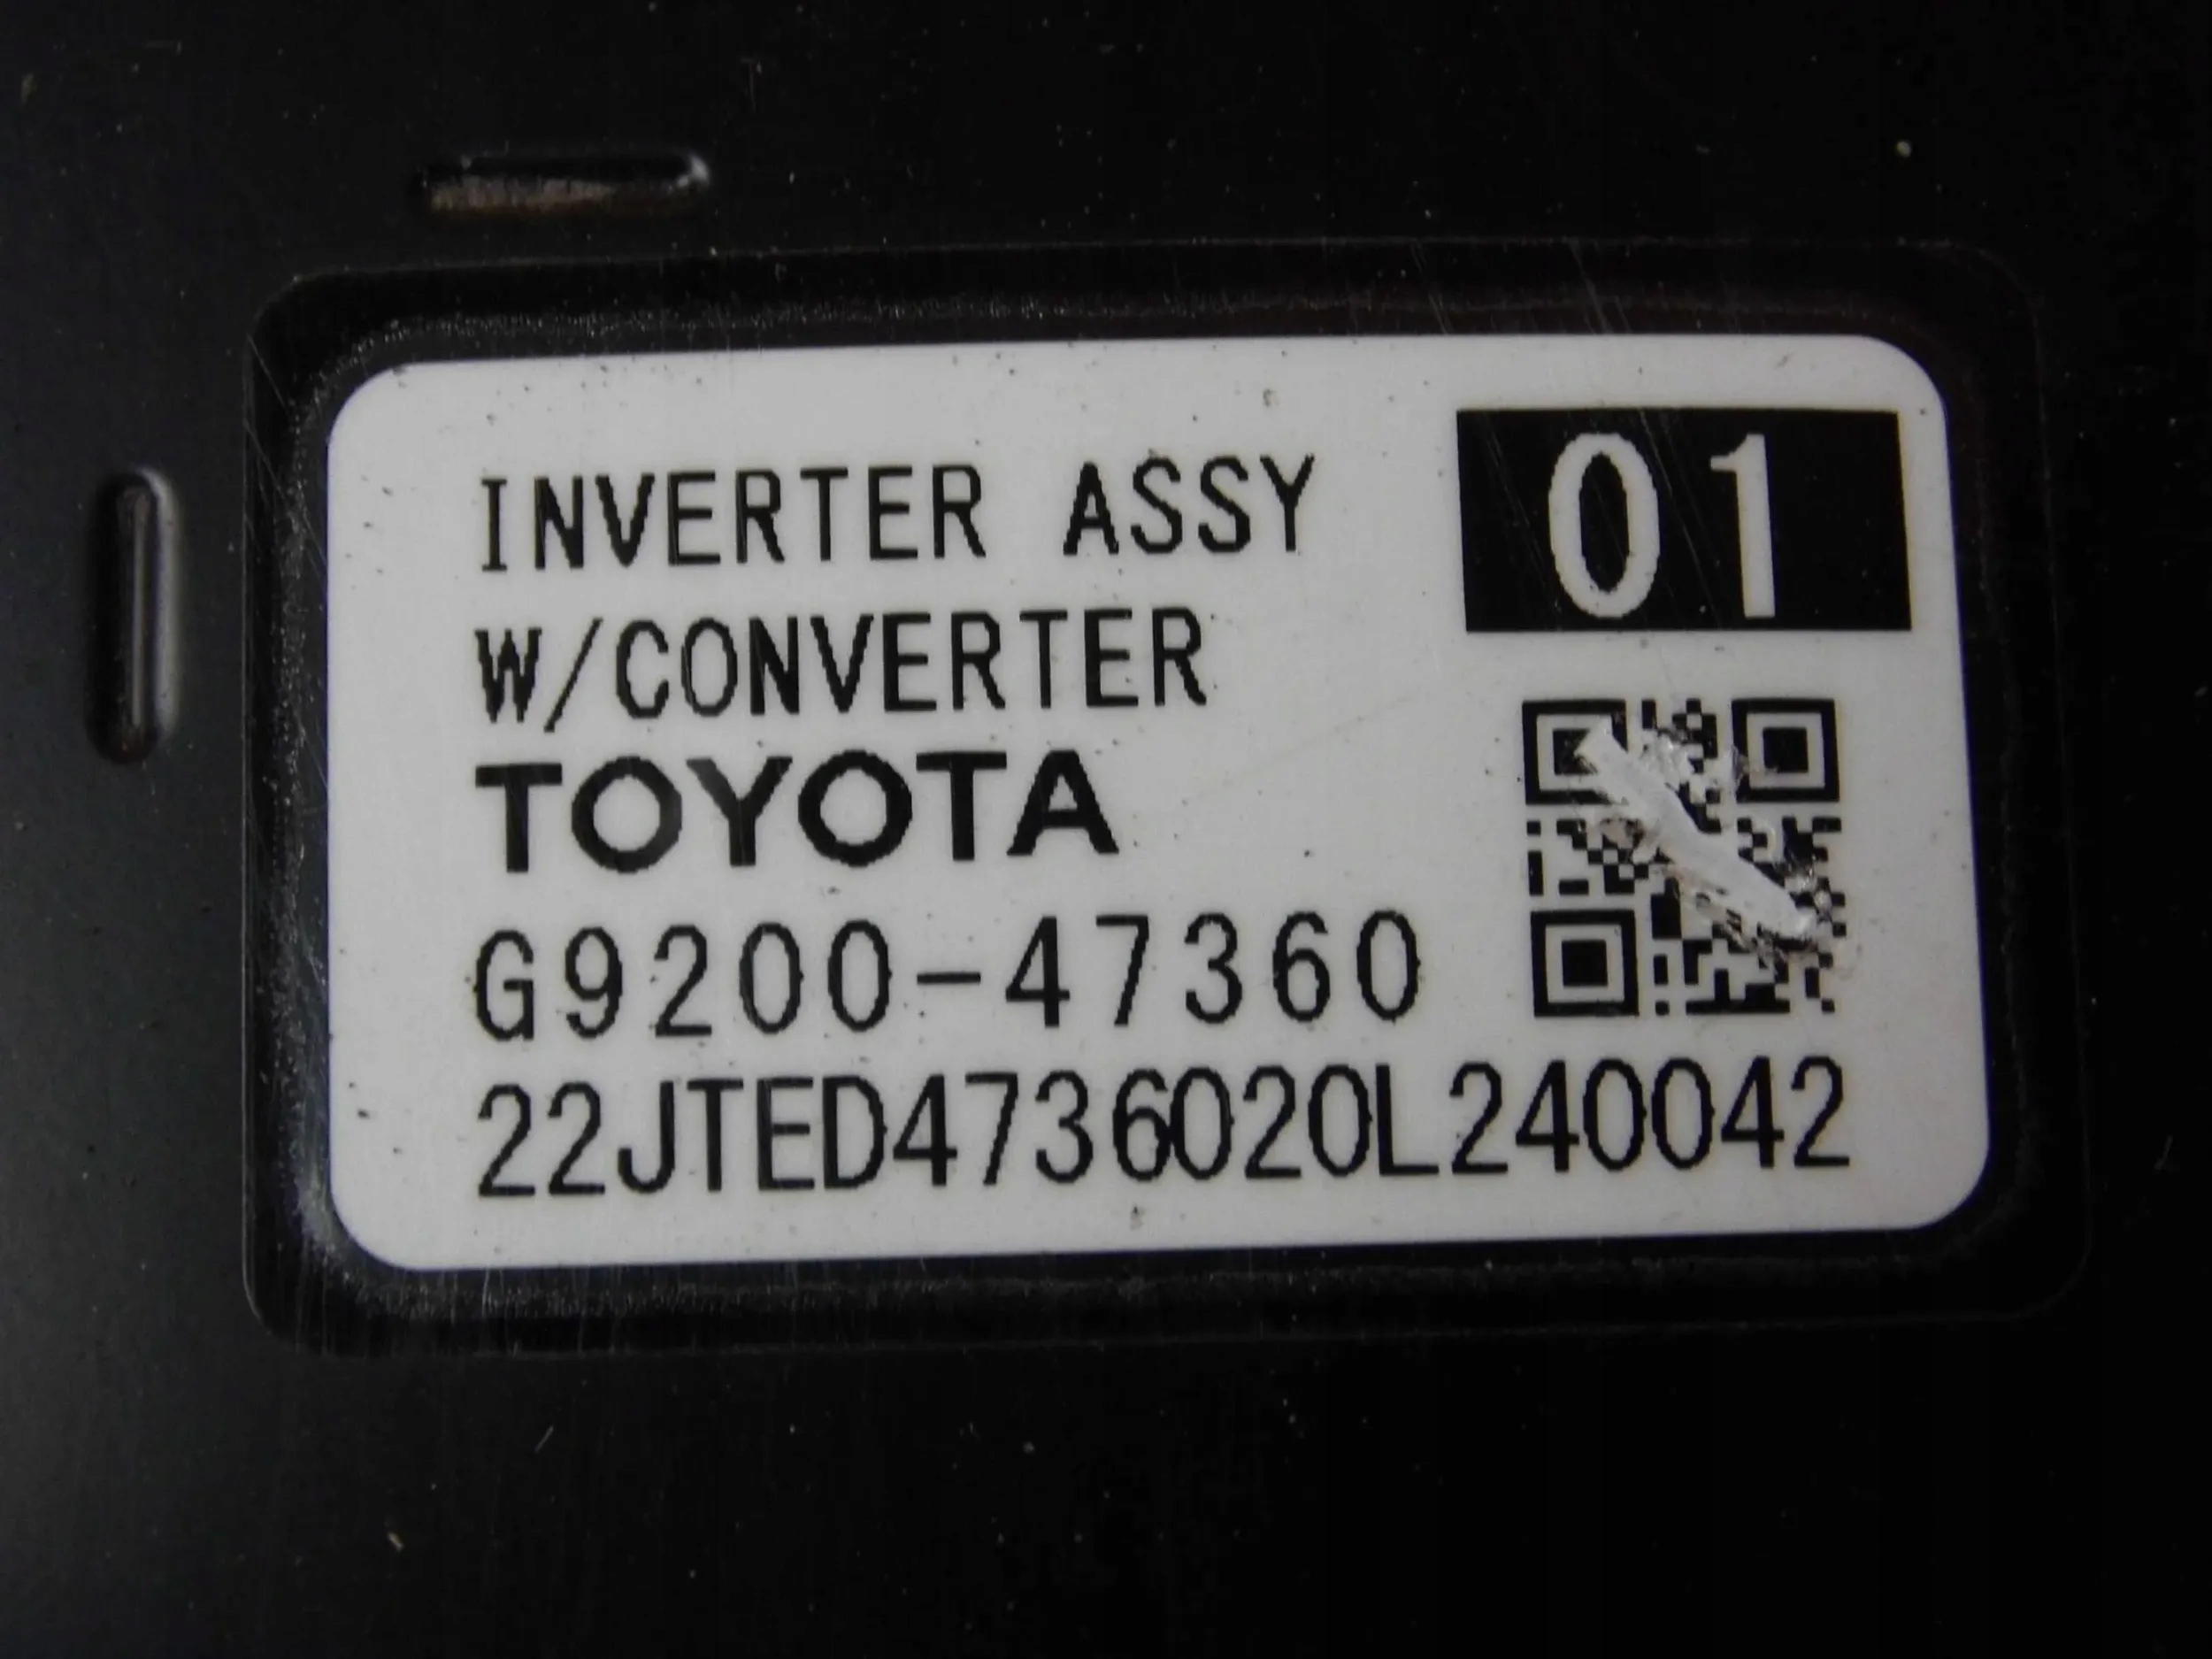 INVERTER ASSY
01
W/CONVERTER
TOYOTA
G9200-47360
22JTED4736020L240042